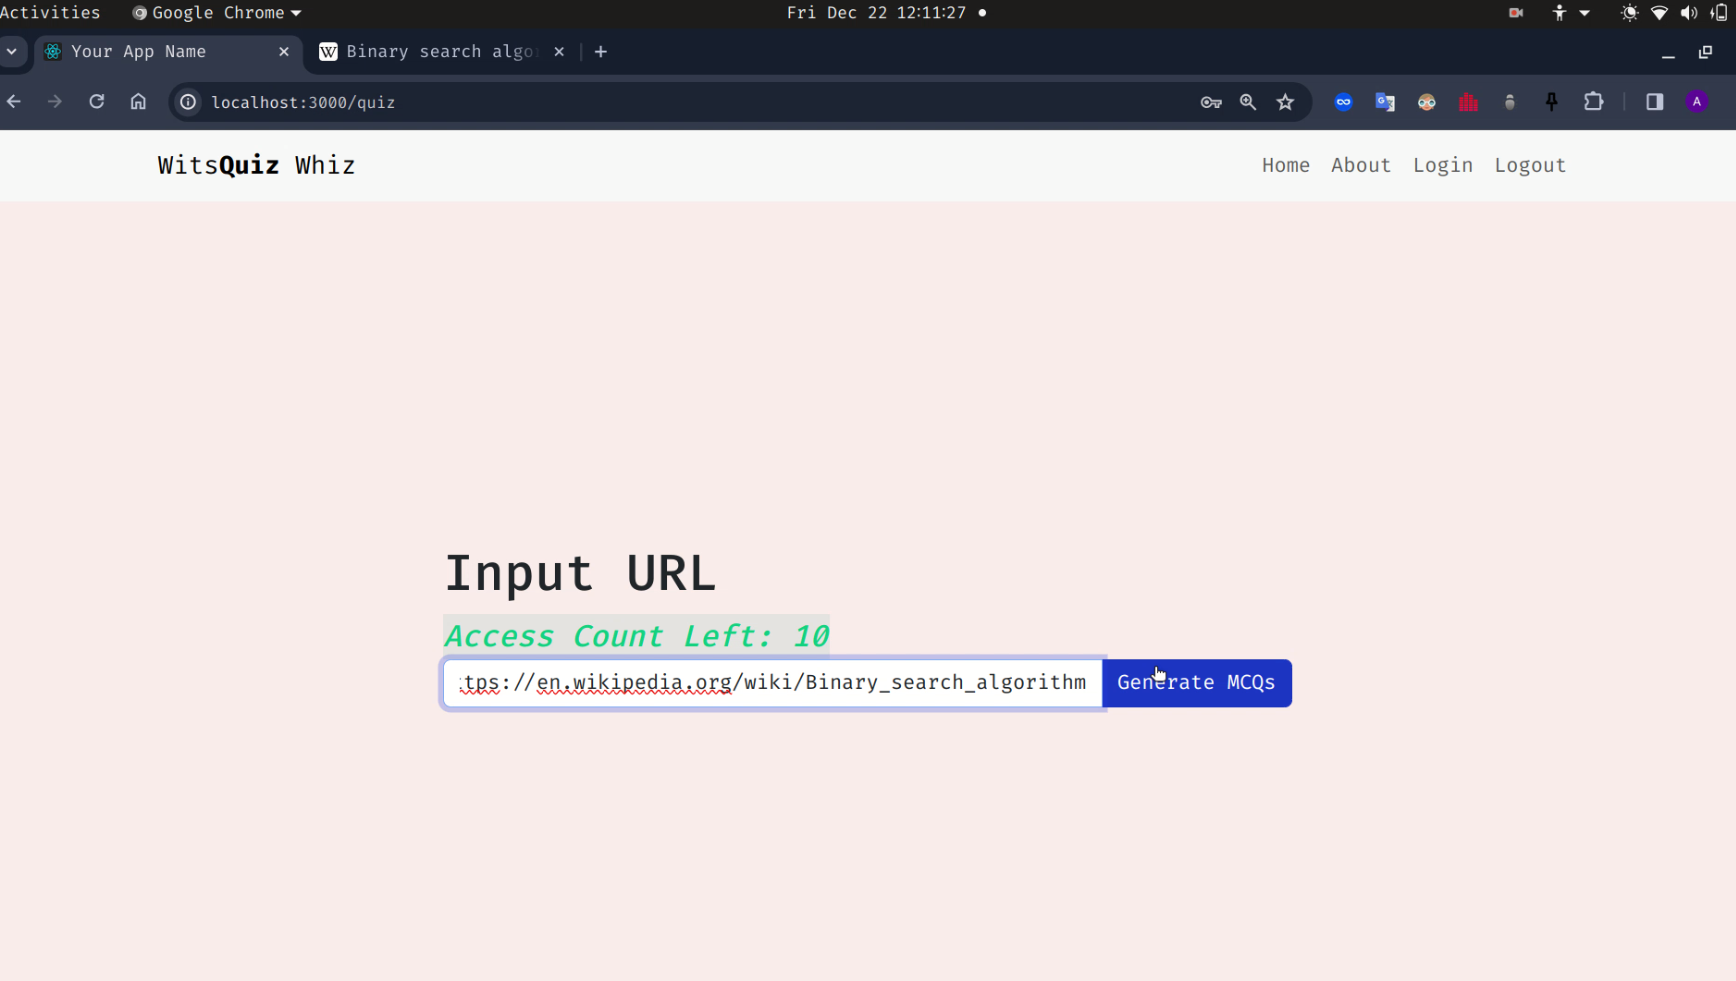 Activities Google Chrome Fri Dec 22 12:11:27
Your App Name Binary search algo
localhost:3000/quiz A
WitsQuiz Whiz Home About Login Logout
Input URL
Access Count Left: 10
tps://en.wikipedia.org/wiki/Binary_search_algorithm Generate MCQs